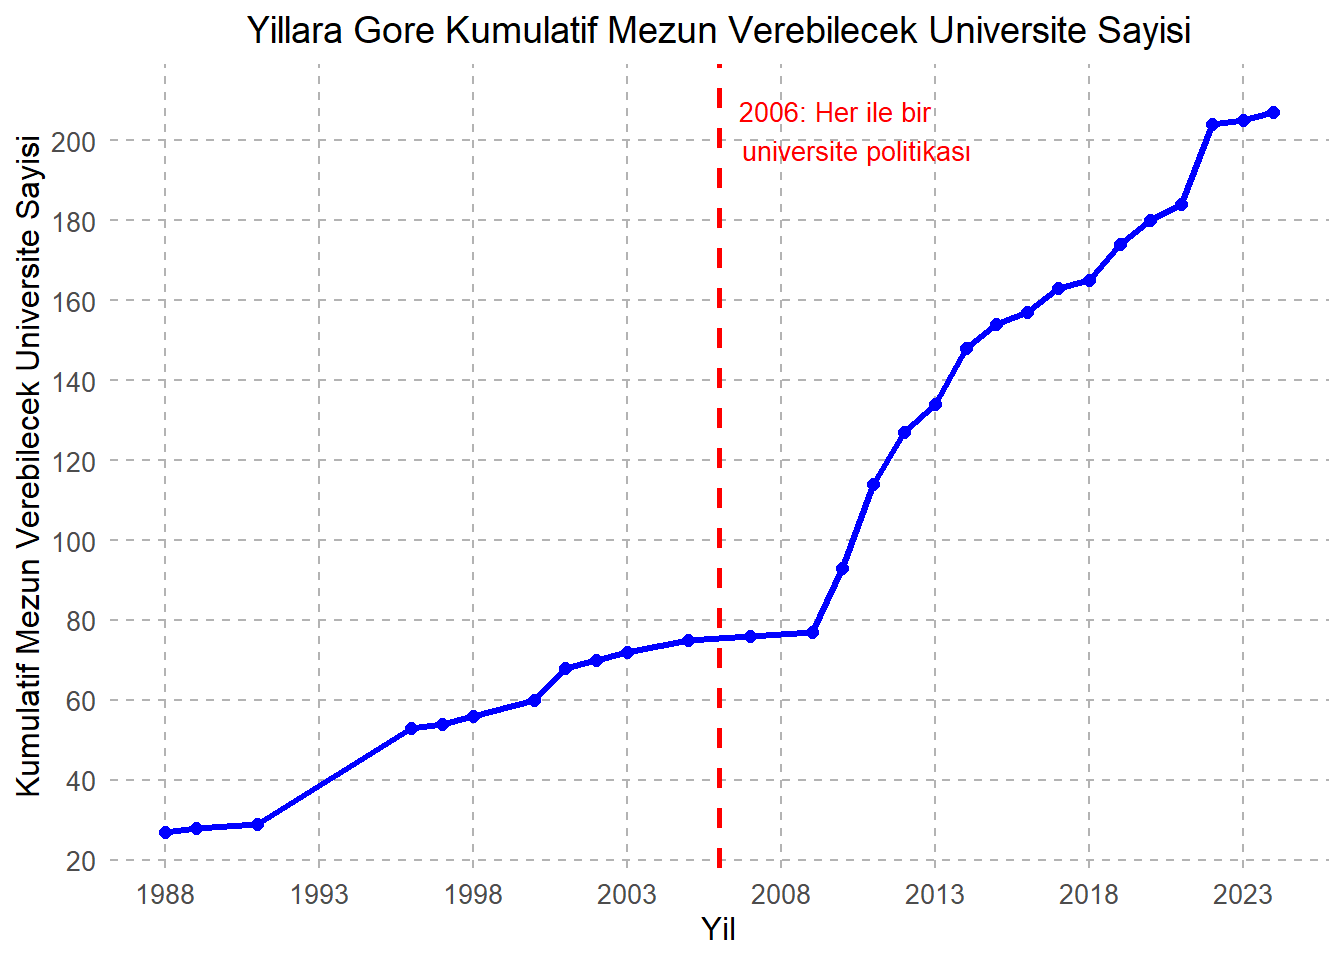 Yillara Gore Kumulatif Mezun Verebilecek Universite Sayisi
2006: Her ile bir
universite politikası
Kumulatif Mezun Verebilecek Universite Sayisi
200
180
160
140
120
100
80
60
40
20
1988 1993 1998 2003 2008 2013 2018 2023
Yil